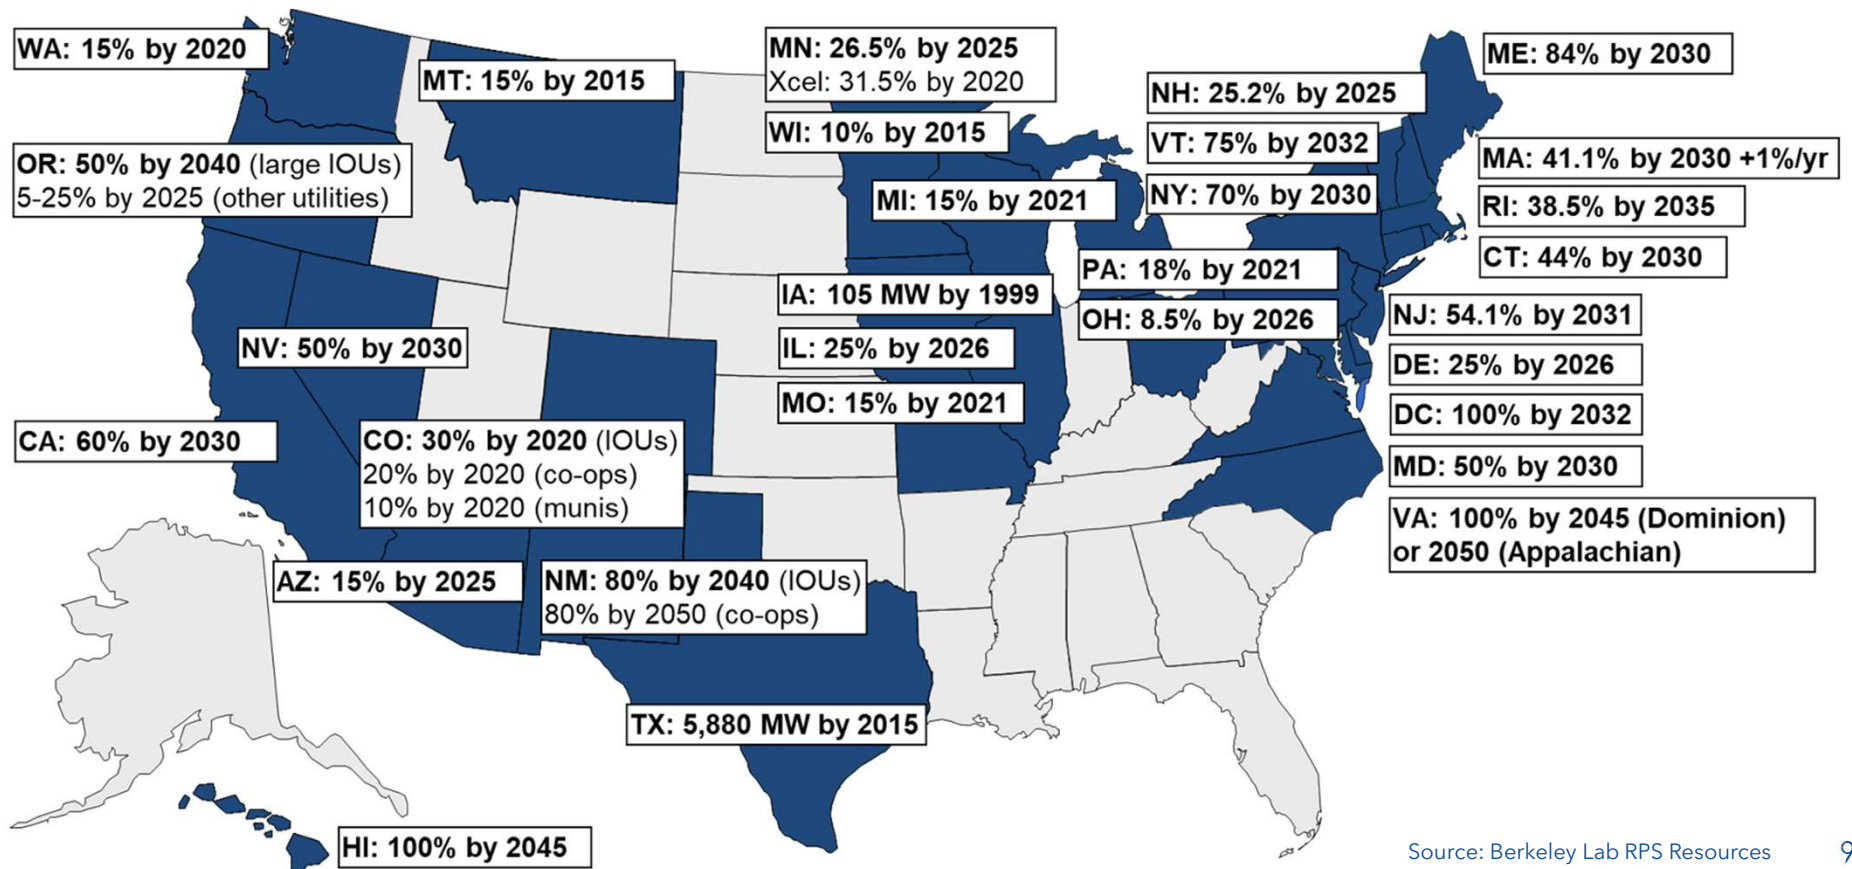 WA: 15% by 2020
MT: 15% by 2015
MN: 26.5% by 2025
Xcel: 31.5% by 2020
ME: 84% by 2030
NH: 25.2% by 2025
WI: 10% by 2015
VT: 75% by 2032
OR: 50% by 2040 (large IOUs)
5-25% by 2025 (other utilities)
MA: 41.1% by 2030 +1%/yr
MI: 15% by 2021
NY: 70% by 2030
RI: 38.5% by 2035
CT: 44% by 2030
PA: 18% by 2021
IA: 105 MW by 1999
OH: 8.5% by 2026
NJ: 54.1% by 2031
NV: 50% by 2030
IL: 25% by 2026
DE: 25% by 2026
MO: 15% by 2021
DC: 100% by 2032
CA: 60% by 2030
CO: 30% by 2020 (IOUs)
20% by 2020 (co-ops)
10% by 2020 (munis)
MD: 50% by 2030
VA: 100% by 2045 (Dominion)
or 2050 (Appalachian)
AZ: 15% by 2025
NM: 80% by 2040 (IOUs)
80% by 2050 (co-ops)
TX: 5,880 MW by 2015
HI: 100% by 2045
Source: Berkeley Lab RPS Resources
9